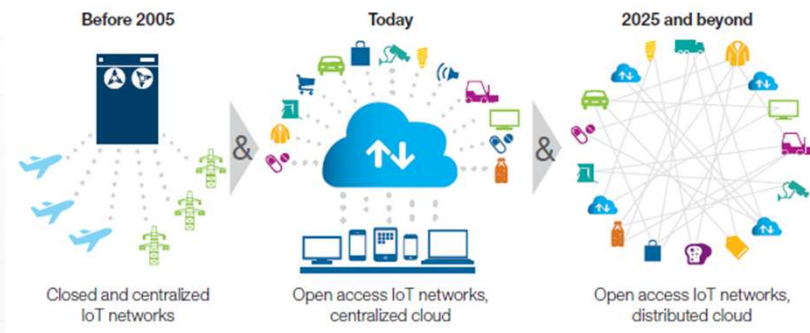 Before 2005
Today
2025 and beyond
&
&
Closed and centralized
IoT networks
Open access IoT networks,
centralized cloud
Open access IoT networks,
distributed cloud